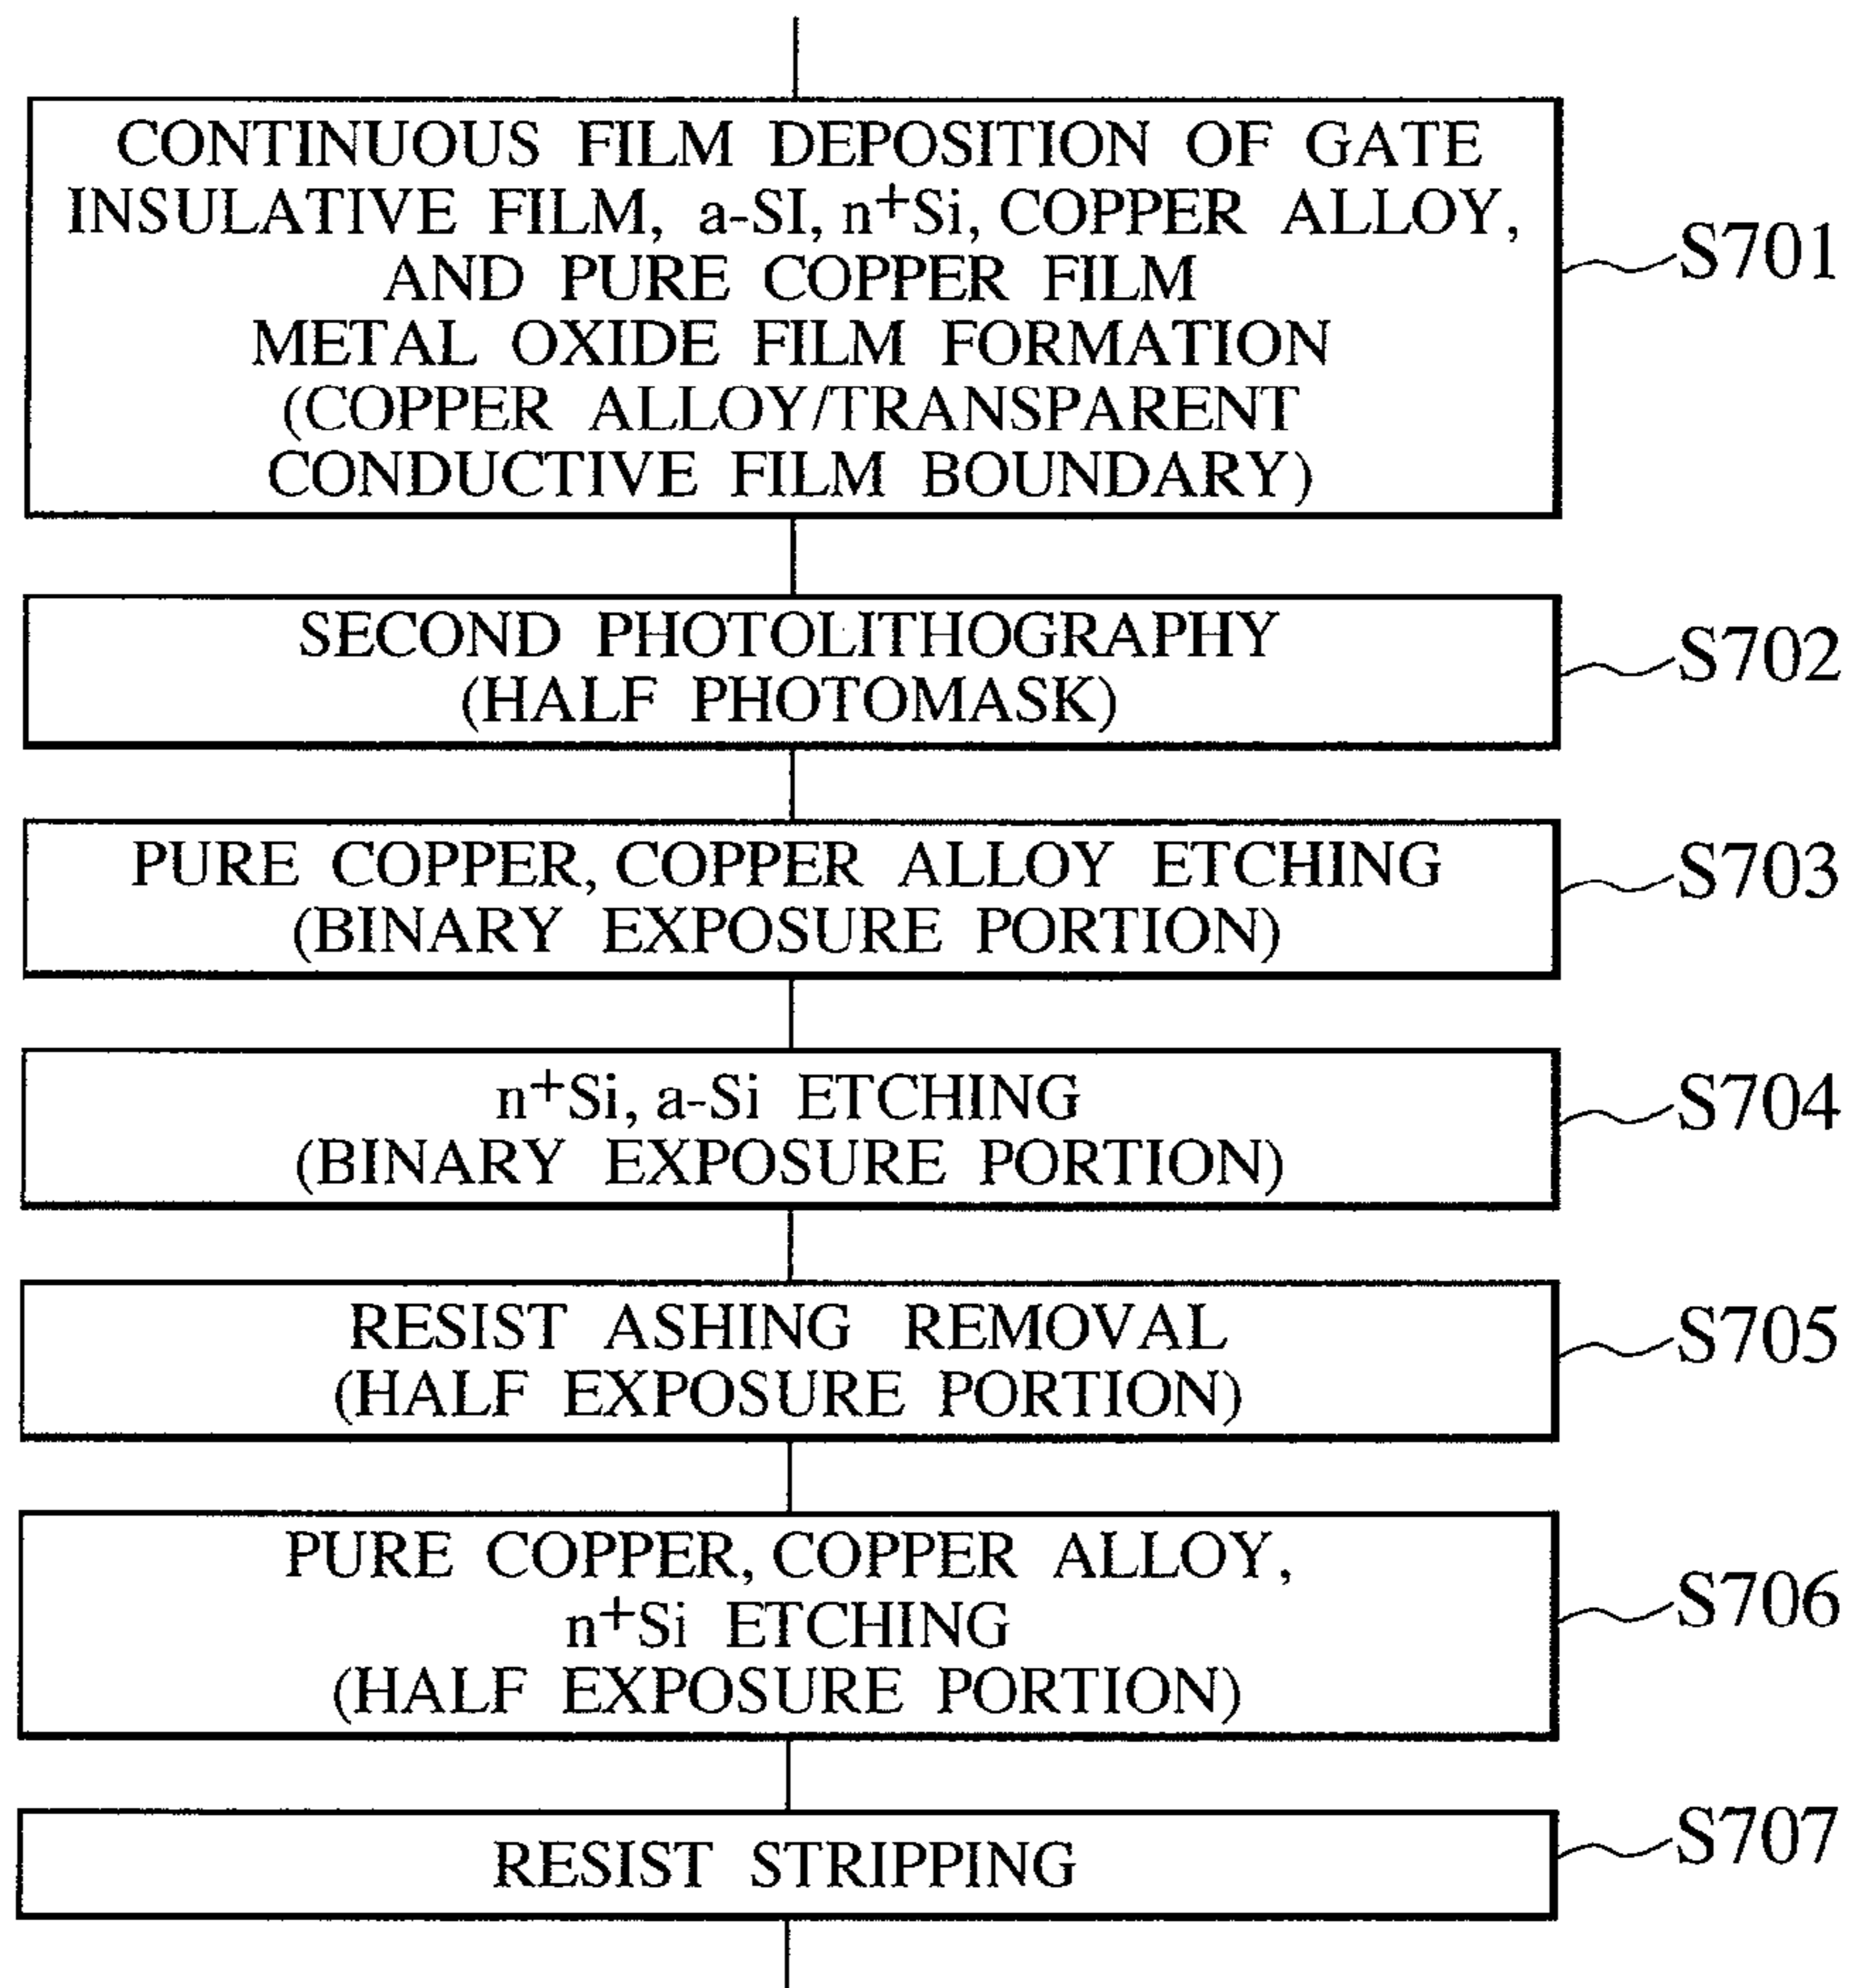 CONTINUOUS FILM DEPOSITION OF GATE
INSULATIVE FILM, a-SI, n+Si, COPPER ALLOY,
AND PURE COPPER FILM
METAL OXIDE FILM FORMATION
(COPPER ALLOY/TRANSPARENT
CONDUCTIVE FILM BOUNDARY)
S701
SECOND PHOTOLITHOGRAPHY
(HALF PHOTOMASK)
S702
PURE COPPER, COPPER ALLOY ETCHING
(BINARY EXPOSURE PORTION)
S703
n+Si, a-Si ETCHING
(BINARY EXPOSURE PORTION)
S704
RESIST ASHING REMOVAL
(HALF EXPOSURE PORTION)
S705
PURE COPPER, COPPER ALLOY,
n+Si ETCHING
(HALF EXPOSURE PORTION)
S706
RESIST STRIPPING
S707